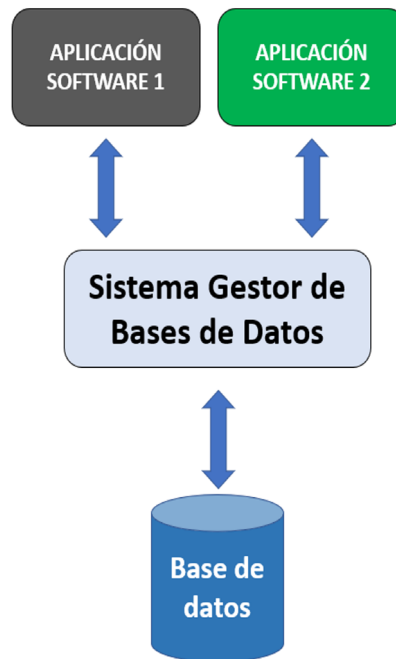 APLICACIÓN
SOFTWARE 1
APLICACIÓN
SOFTWARE 2
Sistema Gestor de
Bases de Datos
Base de
datos